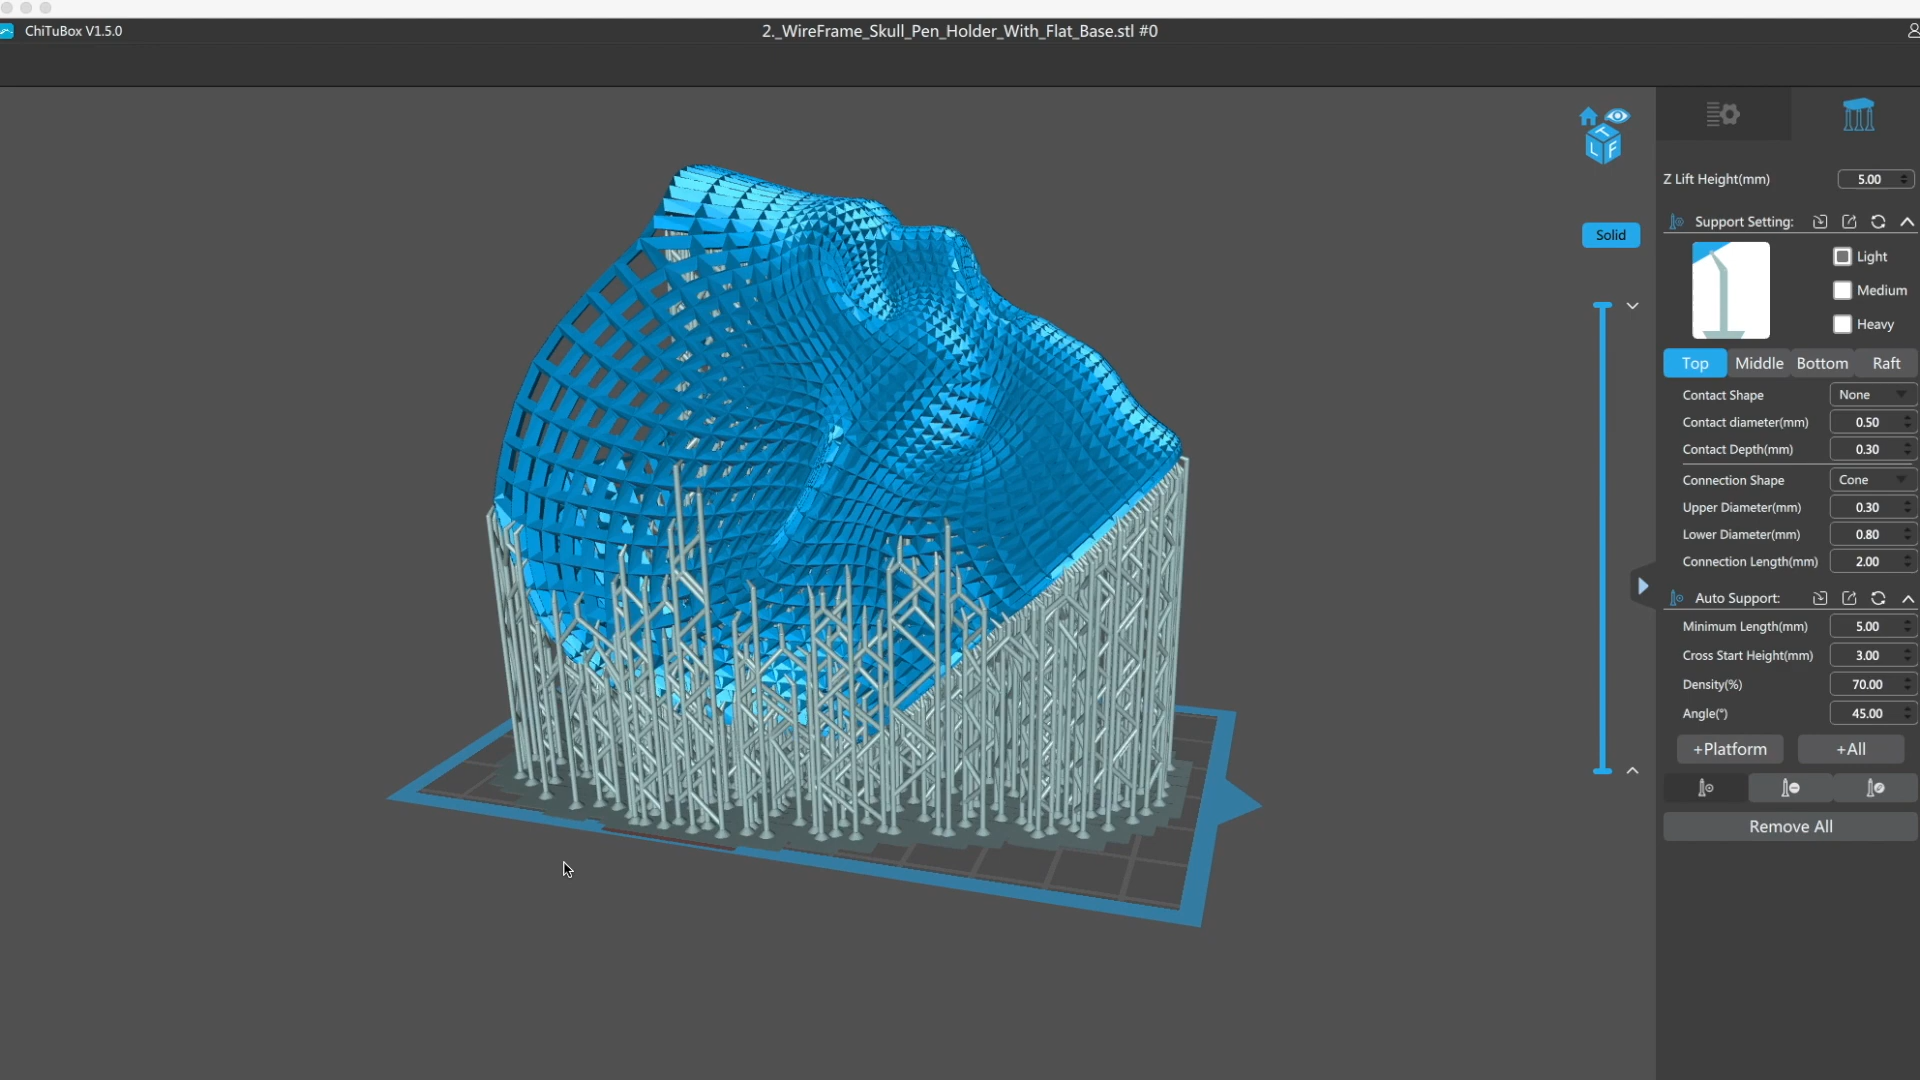 ChiTuBox V1.5.0
2._WireFrame_Skull_Pen_Holder_With_Flat_Base.stl #0
T
L F
Solid
Z Lift Height(mm) 5.00
Support Setting:
Light
Medium
Heavy
Top Middle Bottom Raft
Contact Shape None
Contact diameter(mm) 0.50
Contact Depth(mm) 0.30
Connection Shape Cone
Upper Diameter(mm) 0.30
Lower Diameter(mm) 0.80
Connection Length(mm) 2.00
Auto Support:
Minimum Length(mm) 5.00
Cross Start Height(mm) 3.00
Density(%) 70.00
Angle(°) 45.00
+Platform +All
Remove All